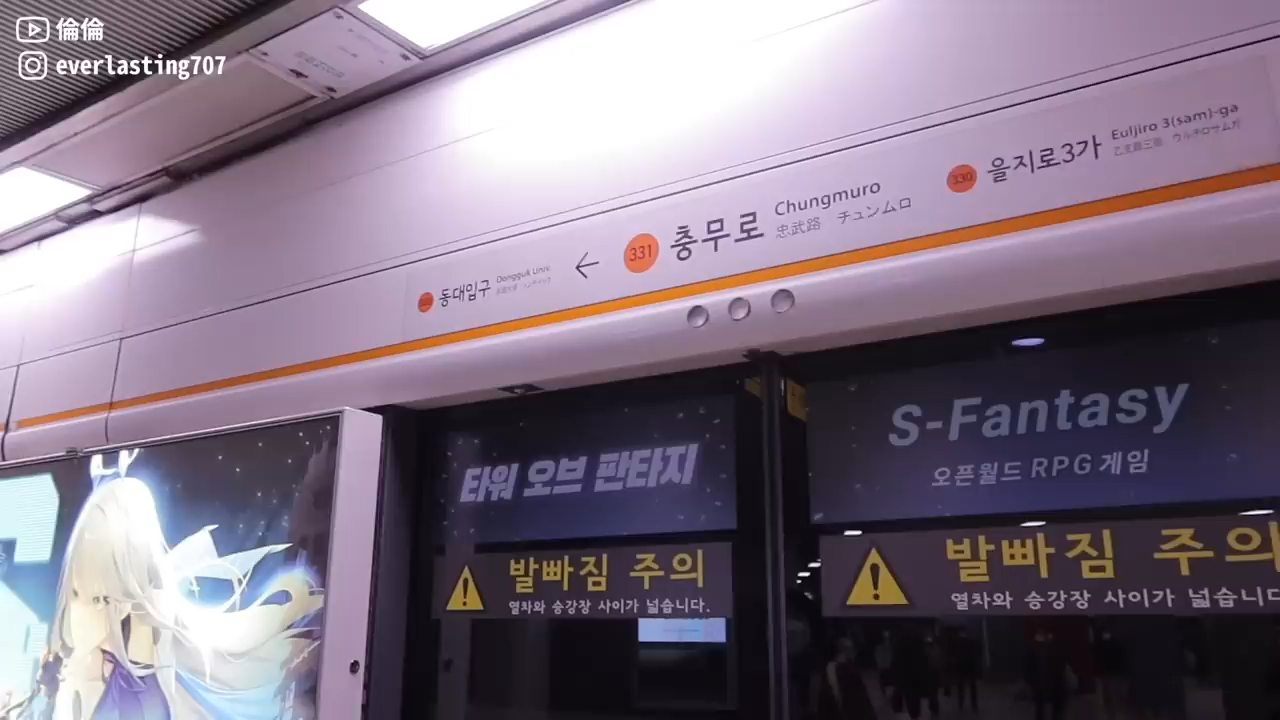 倫倫
everlasting707
330 을지로3가 Euljiro 3(sam)-ga
331 충무로 Chungmuro
忠武路 チュンムロ
동대입구 Dongguk Univ.
←
S-Fantasy
오픈월드 RPG 게임
타워 오브 판타지
발빠짐 주의
열차와 승강장 사이가 넓습니다.
발빠짐 주의
열차와 승강장 사이가 넓습니다